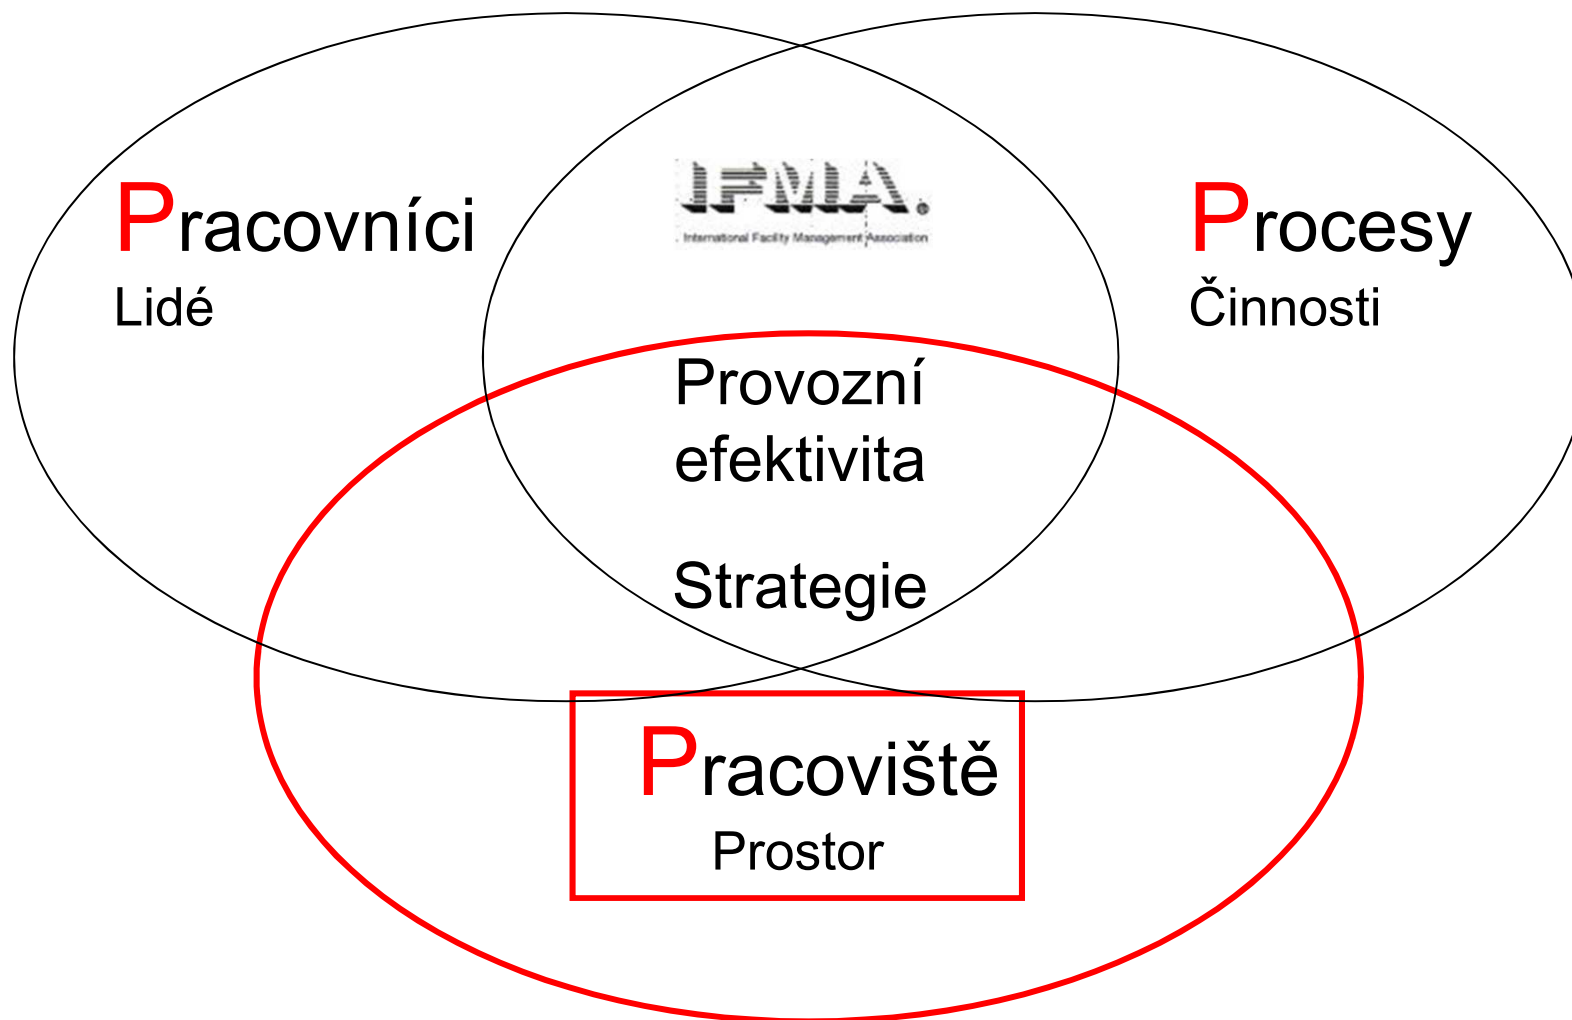 IFMA.
International Facility Management Association
Pracovníci
Lidé
Procesy
Činnosti
Provozní
efektivita
Strategie
Pracoviště
Prostor